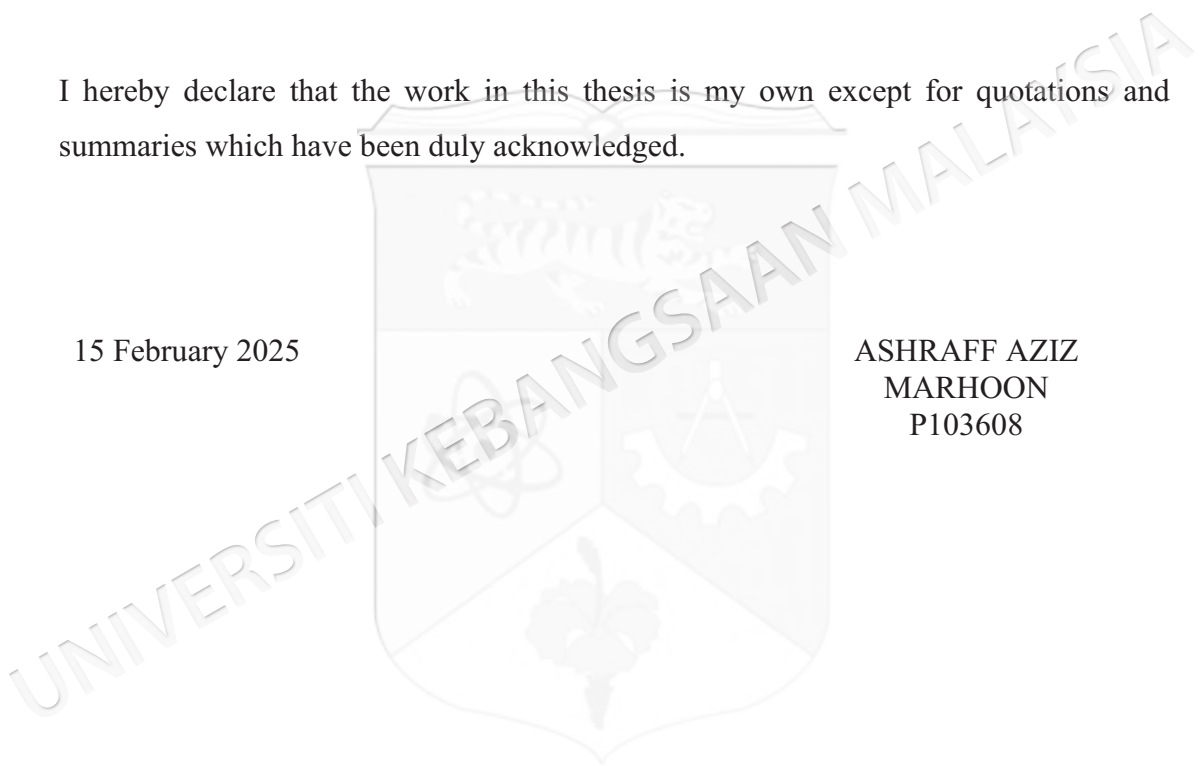 I hereby declare that the work in this thesis is my own except for quotations and
summaries which have been duly acknowledged.
15 February 2025
ASHRAFF AZIZ
MARHOON
P103608
UNIVERSITI KEBANGSAAN MALAYSIA